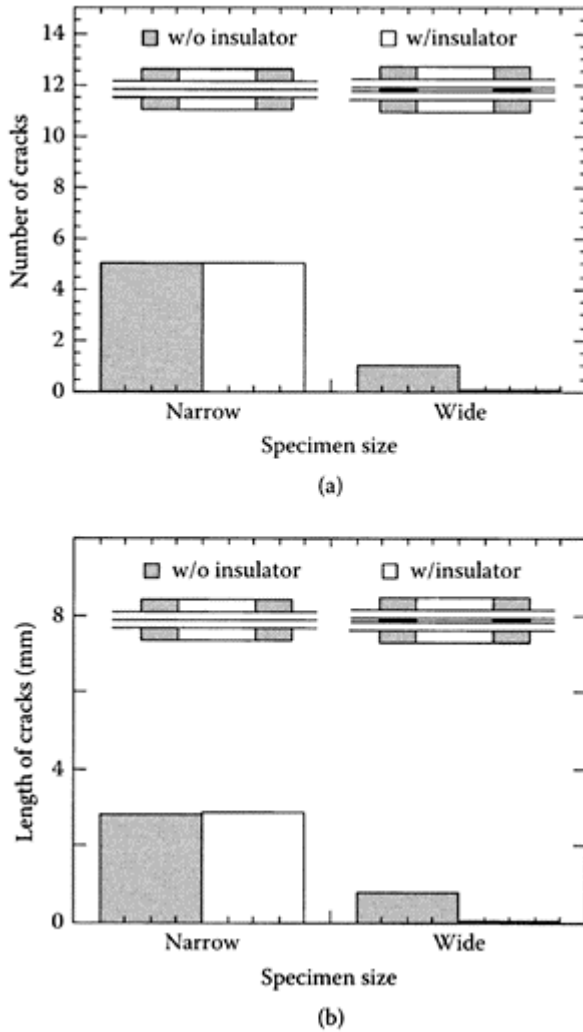 14
w/o insulator w/insulator
12
10
8
6
4
2
0
Number of cracks
Narrow Wide
Specimen size
(a)
w/o insulator w/insulator
8
4
0
Length of cracks (mm)
Narrow Wide
Specimen size
(b)